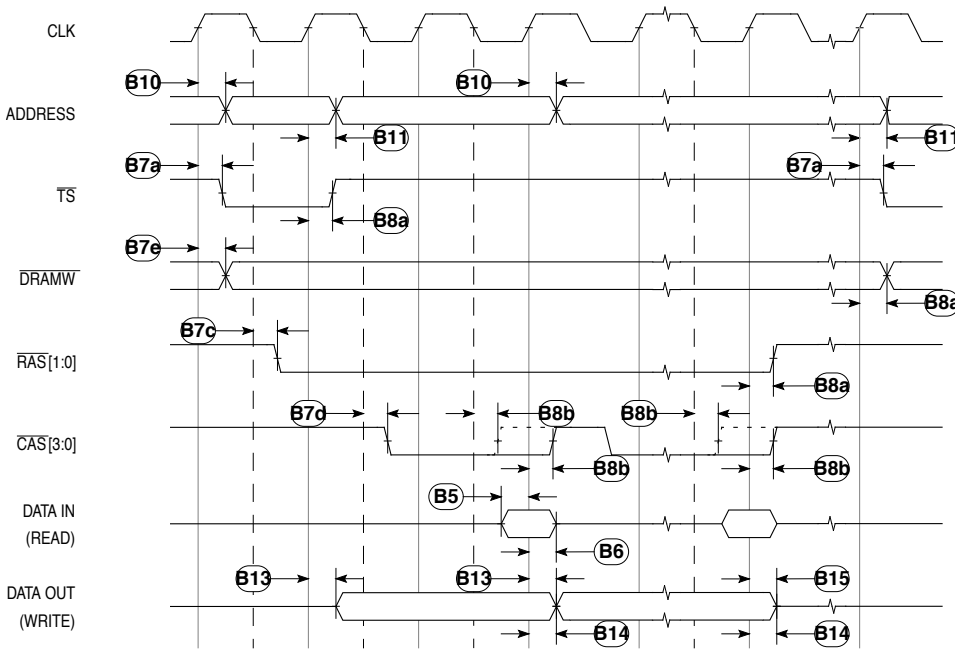 CLK
B10 B10
ADDRESS
B11 B11
B7a B7a
TS
B8a
B7e
DRAMW
B8a
B7c
RAS[1:0]
B8a
B7d B8b B8b
CAS[3:0]
B8b B8b
B5
DATA IN
(READ)
B6
B13 B13 B15
DATA OUT
(WRITE)
B14 B14